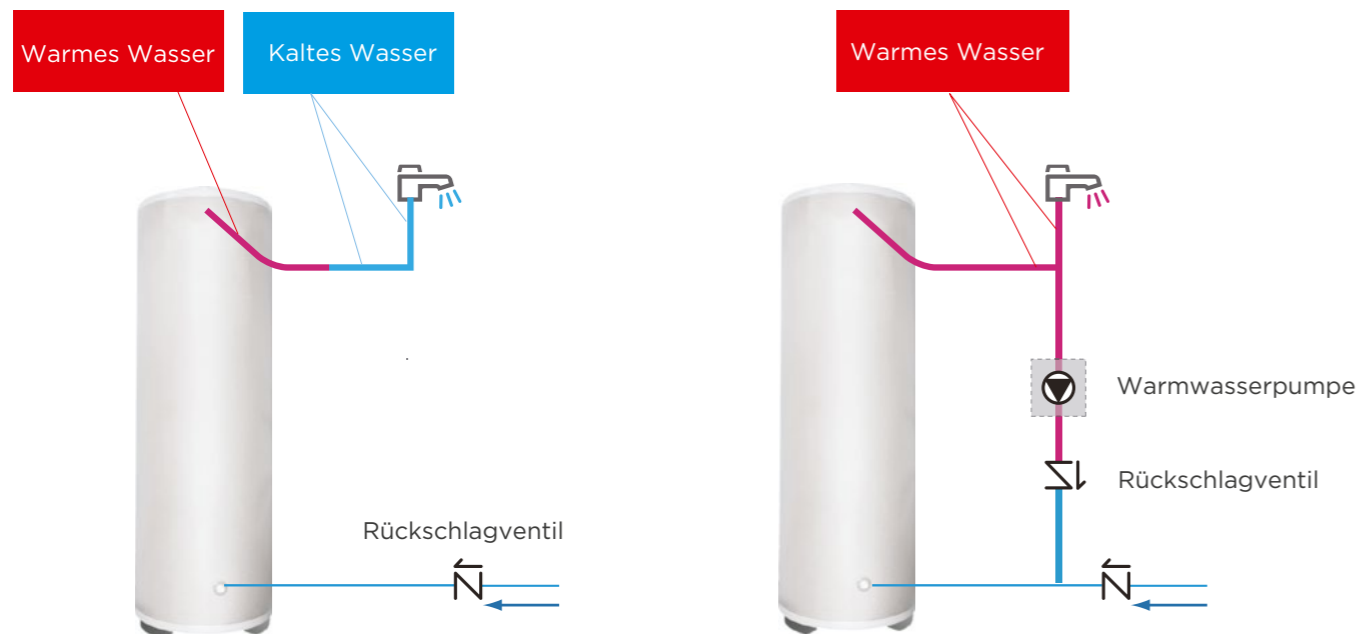 Warmes Wasser
Kaltes Wasser
Warmes Wasser
Warmwasserpumpe
Rückschlagventil
Rückschlagventil